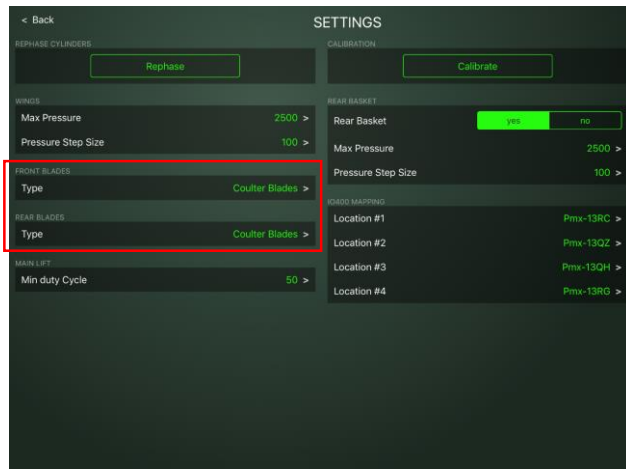 < Back
SETTINGS
REPHASE CYLINDERS
Rephase
WINGS
Max Pressure 2500 >
Pressure Step Size 100 >
FRONT BLADES
Type Coulter Blades >
REAR BLADES
Type Coulter Blades >
MAIN LIFT
Min duty Cycle 50 >
CALIBRATION
Calibrate
REAR BASKET
Rear Basket yes no
Max Pressure 2500 >
Pressure Step Size 100 >
IO400 MAPPING
Location #1 Pmx-13RC >
Location #2 Pmx-13QZ >
Location #3 Pmx-13QH >
Location #4 Pmx-13RG >